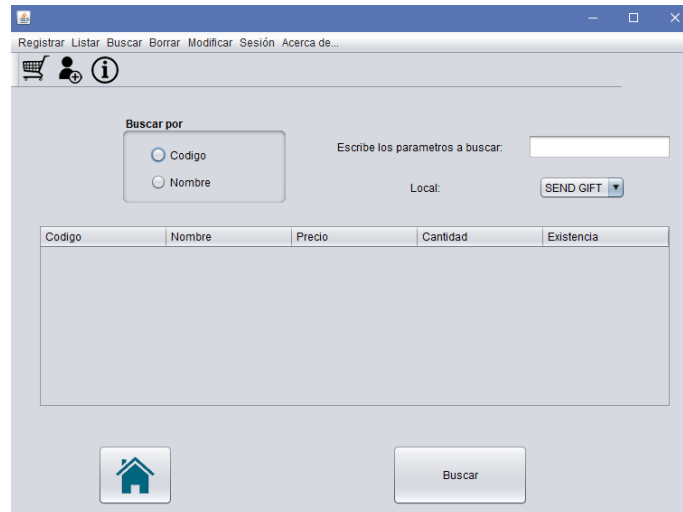 Registrar Listar Buscar Borrar Modificar Sesión Acerca de...
Buscar por
Codigo
Nombre
Escribe los parametros a buscar:
Local:
SEND GIFT
Codigo Nombre Precio Cantidad Existencia
Buscar